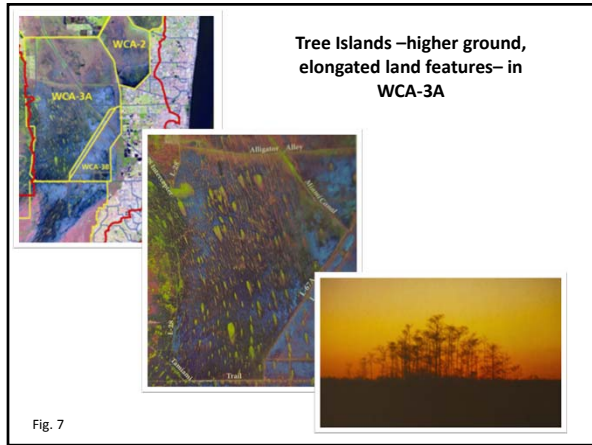 Tree Islands –higher ground,
elongated land features– in
WCA-3A
WCA-2
WCA-3A
WCA-3B
Alligator Alley
Miami Canal
L-28
Tamiami
Trail
Fig. 7